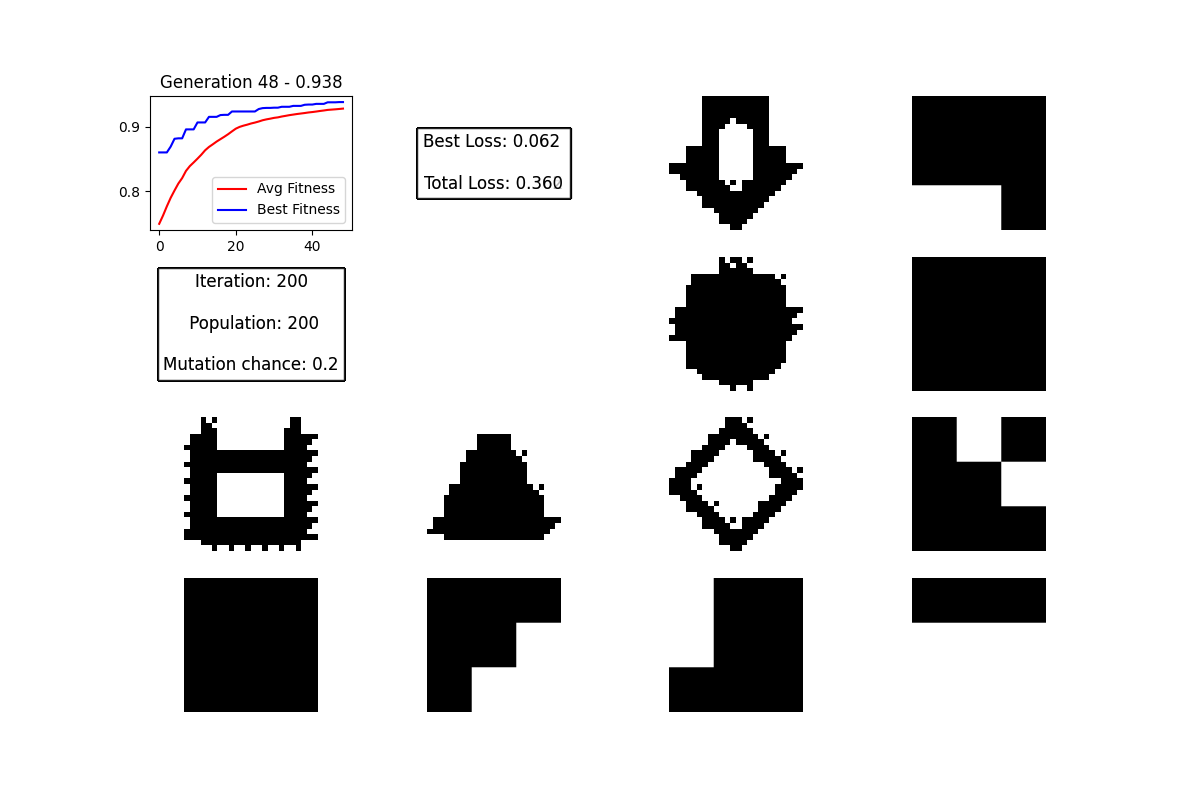 Generation 48 - 0.938
0.9
0.8
Avg Fitness
Best Fitness
0 20 40
Best Loss: 0.062
Total Loss: 0.360
Iteration: 200
Population: 200
Mutation chance: 0.2